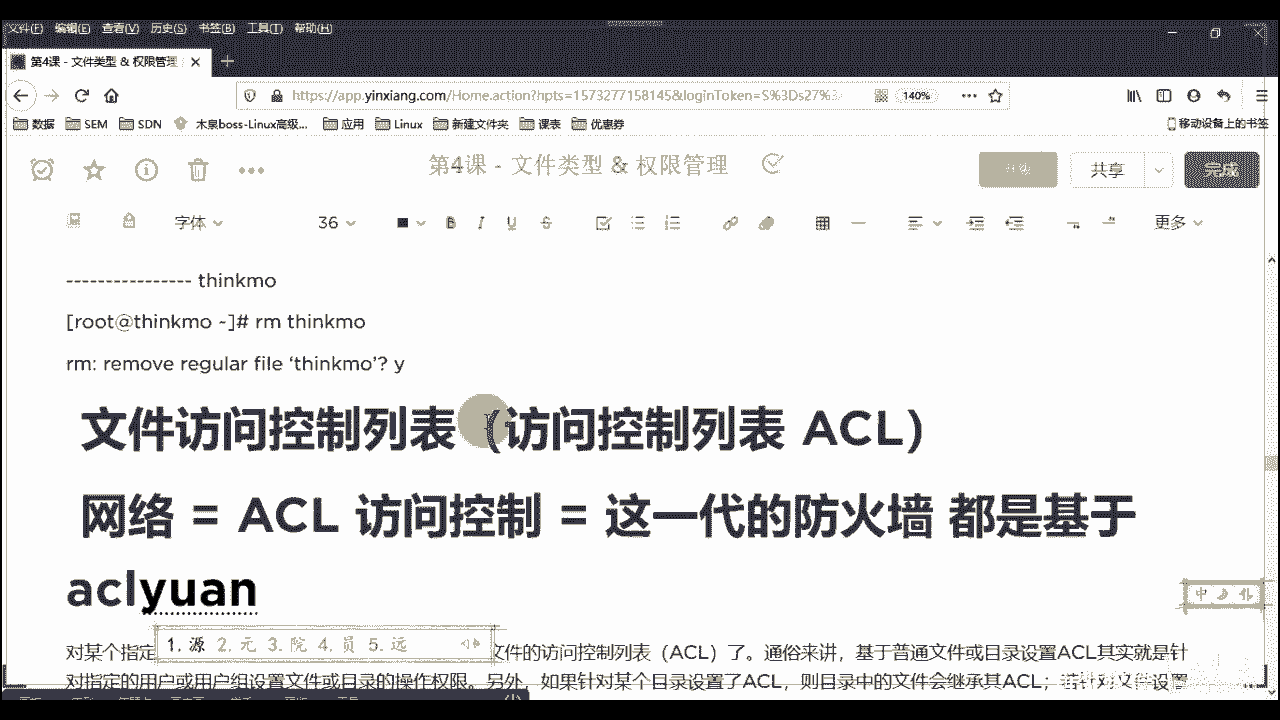 文件(F) 编辑(E) 查看(V) 历史(S) 书签(B) 工具(T) 帮助(H)
第4课 - 文件类型 & 权限管理
https://app.yinxiang.com/Home.action?hpts=1573277158145&loginToken=S%3Ds27%3
140%
数据 SEM SDN 木泉boss-Linux高级... 应用 Linux 新建文件夹 课表 优惠券 移动设备上的书签
第4课 - 文件类型 & 权限管理
共享 完成
字体 36 B I U S 更多
---------------- thinkmo
[root@thinkmo ~]# rm thinkmo
rm: remove regular file ‘thinkmo’? y
文件访问控制列表 (访问控制列表 ACL)
网络 = ACL 访问控制 = 这一代的防火墙 都是基于
aclyuan
1. 源 2. 元 3. 院 4. 员 5. 远
中
对某个指定 文件的访问控制列表（ACL）了。通俗来讲，基于普通文件或目录设置ACL其实就是针
对指定的用户或用户组设置文件或目录的操作权限。另外，如果针对某个目录设置了ACL，则目录中的文件会继承其ACL；若针对文件设置